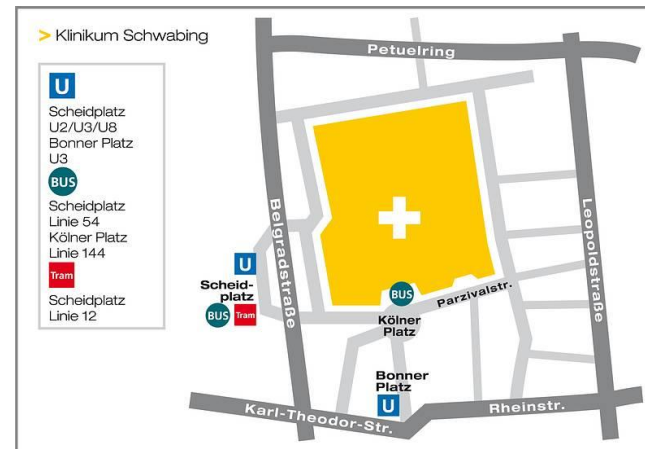 > Klinikum Schwabing
U
Scheidplatz
U2/U3/U8
Bonner Platz
U3
BUS
Scheidplatz
Linie 54
Kölner Platz
Linie 144
Tram
Scheidplatz
Linie 12
Petuelring
Belgradstraße
Leopoldstraße
U
Scheid-
platz
BUS Tram
BUS
Parzivalstr.
Kölner
Platz
Bonner
Platz
U
Karl-Theodor-Str.
Rheinstr.